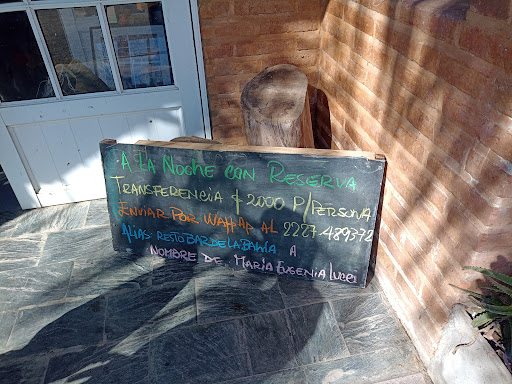 · A LA NOCHE CON RESERVA
TRANSFERENCIA $ 2000 P/PERSONA
ENVIAR POR WATTAP AL 2227-489372
ALIAS: RESTOBARDELABAHIA A
NOMBRE DE. MARIA EUGENIA LUCCI